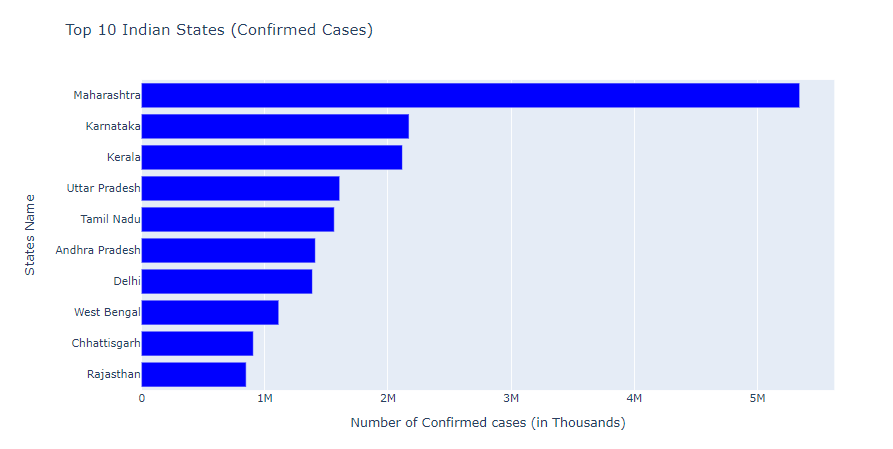 Top 10 Indian States (Confirmed Cases)
States Name
Maharashtra
Karnataka
Kerala
Uttar Pradesh
Tamil Nadu
Andhra Pradesh
Delhi
West Bengal
Chhattisgarh
Rajasthan
0 1M 2M 3M 4M 5M
Number of Confirmed cases (in Thousands)